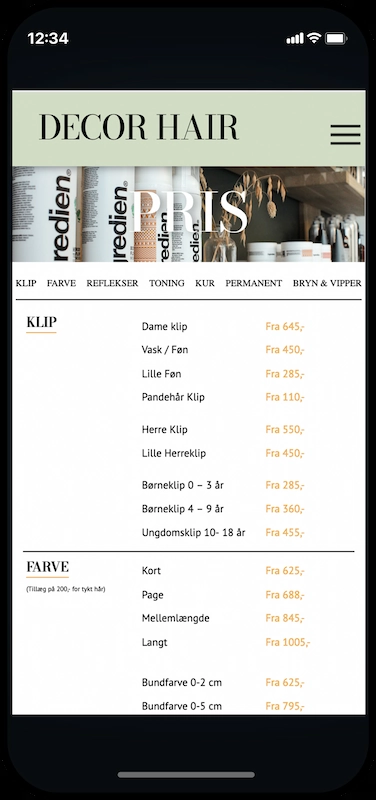 12:34
DECOR HAIR
redien.
redien.
redien.
PRIS
KLIP FARVE REFLEKSER TONING KUR PERMANENT BRYN & VIPPER
KLIP
Dame klip Fra 645,-
Vask / Føn Fra 450,-
Lille Føn Fra 285,-
Pandehår Klip Fra 110,-
Herre Klip Fra 550,-
Lille Herreklip Fra 450,-
Børneklip 0 – 3 år Fra 285,-
Børneklip 4 – 9 år Fra 360,-
Ungdomsklip 10- 18 år Fra 455,-
FARVE
(Tillæg på 200,- for tykt hår)
Kort Fra 625,-
Page Fra 688,-
Mellemlængde Fra 845,-
Langt Fra 1005,-
Bundfarve 0-2 cm Fra 625,-
Bundfarve 0-5 cm Fra 795,-